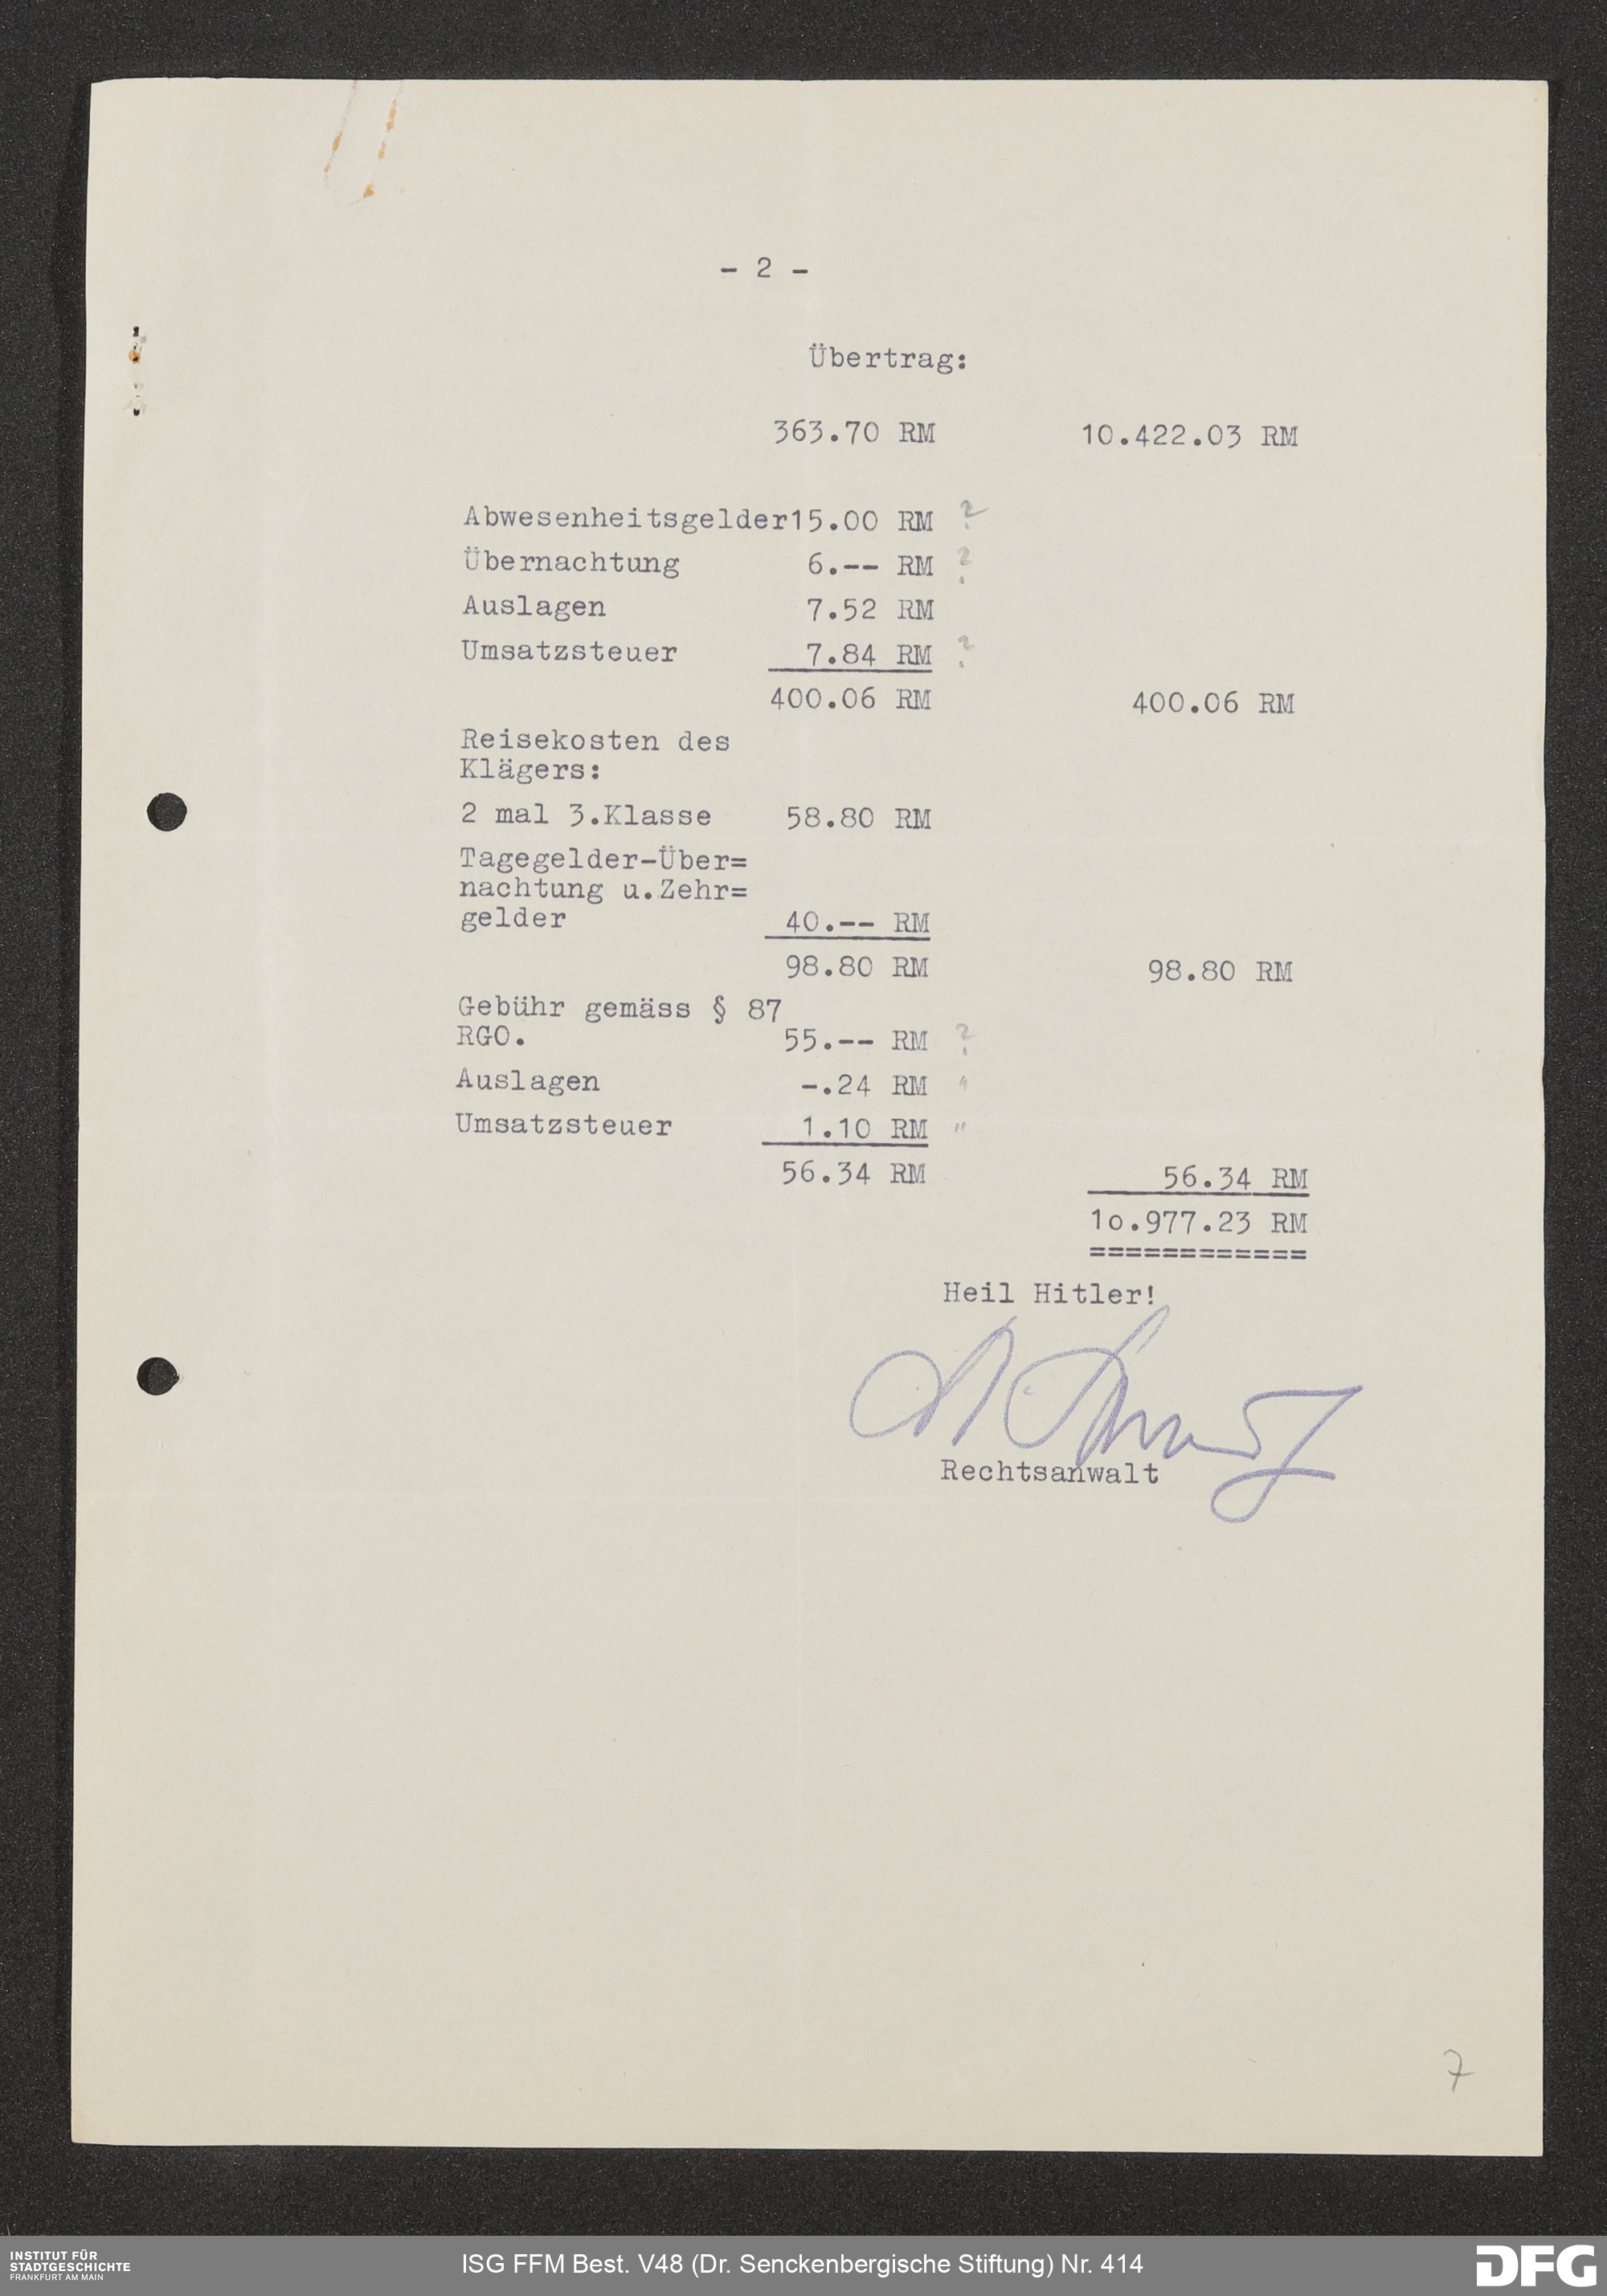 - 2 -
Übertrag:
363.70 RM 10.422.03 RM
Abwesenheitsgelder15.00 RM ?
Übernachtung 6.-- RM ?
Auslagen 7.52 RM
Umsatzsteuer 7.84 RM ?
400.06 RM 400.06 RM
Reisekosten des
Klägers:
2 mal 3.Klasse 58.80 RM
Tagegelder-Über=
nachtung u.Zehr=
gelder 40.-- RM
98.80 RM 98.80 RM
Gebühr gemäss § 87
RGO. 55.-- RM ?
Auslagen -.24 RM "
Umsatzsteuer 1.10 RM "
56.34 RM 56.34 RM
1o.977.23 RM
============
Heil Hitler!
Rechtsanwalt
7
INSTITUT FÜR
STADTGESCHICHTE
FRANKFURT AM MAIN
ISG FFM Best. V48 (Dr. Senckenbergische Stiftung) Nr. 414
DFG